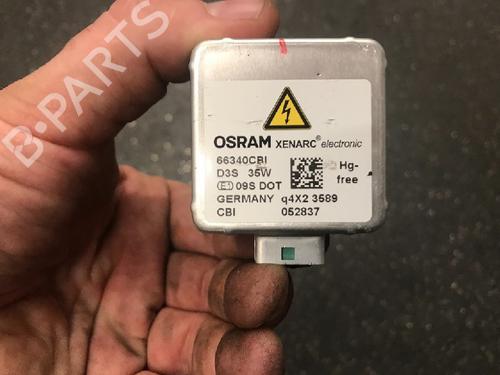 B-PARTS
OSRAM XENARC® electronic
66340CBI
D3S 35W
Hg-
free
E1 09S DOT
GERMANY q4X2 3589
CBI 052837